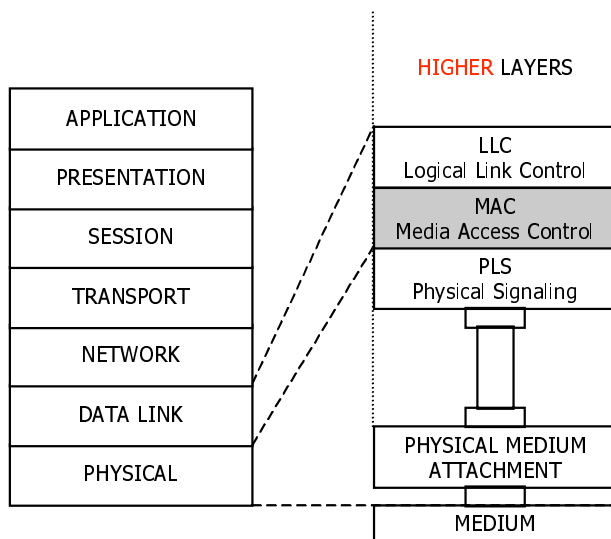 APPLICATION
PRESENTATION
SESSION
TRANSPORT
NETWORK
DATA LINK
PHYSICAL
HIGHER LAYERS
LLC
Logical Link Control
MAC
Media Access Control
PLS
Physical Signaling
PHYSICAL MEDIUM
ATTACHMENT
MEDIUM